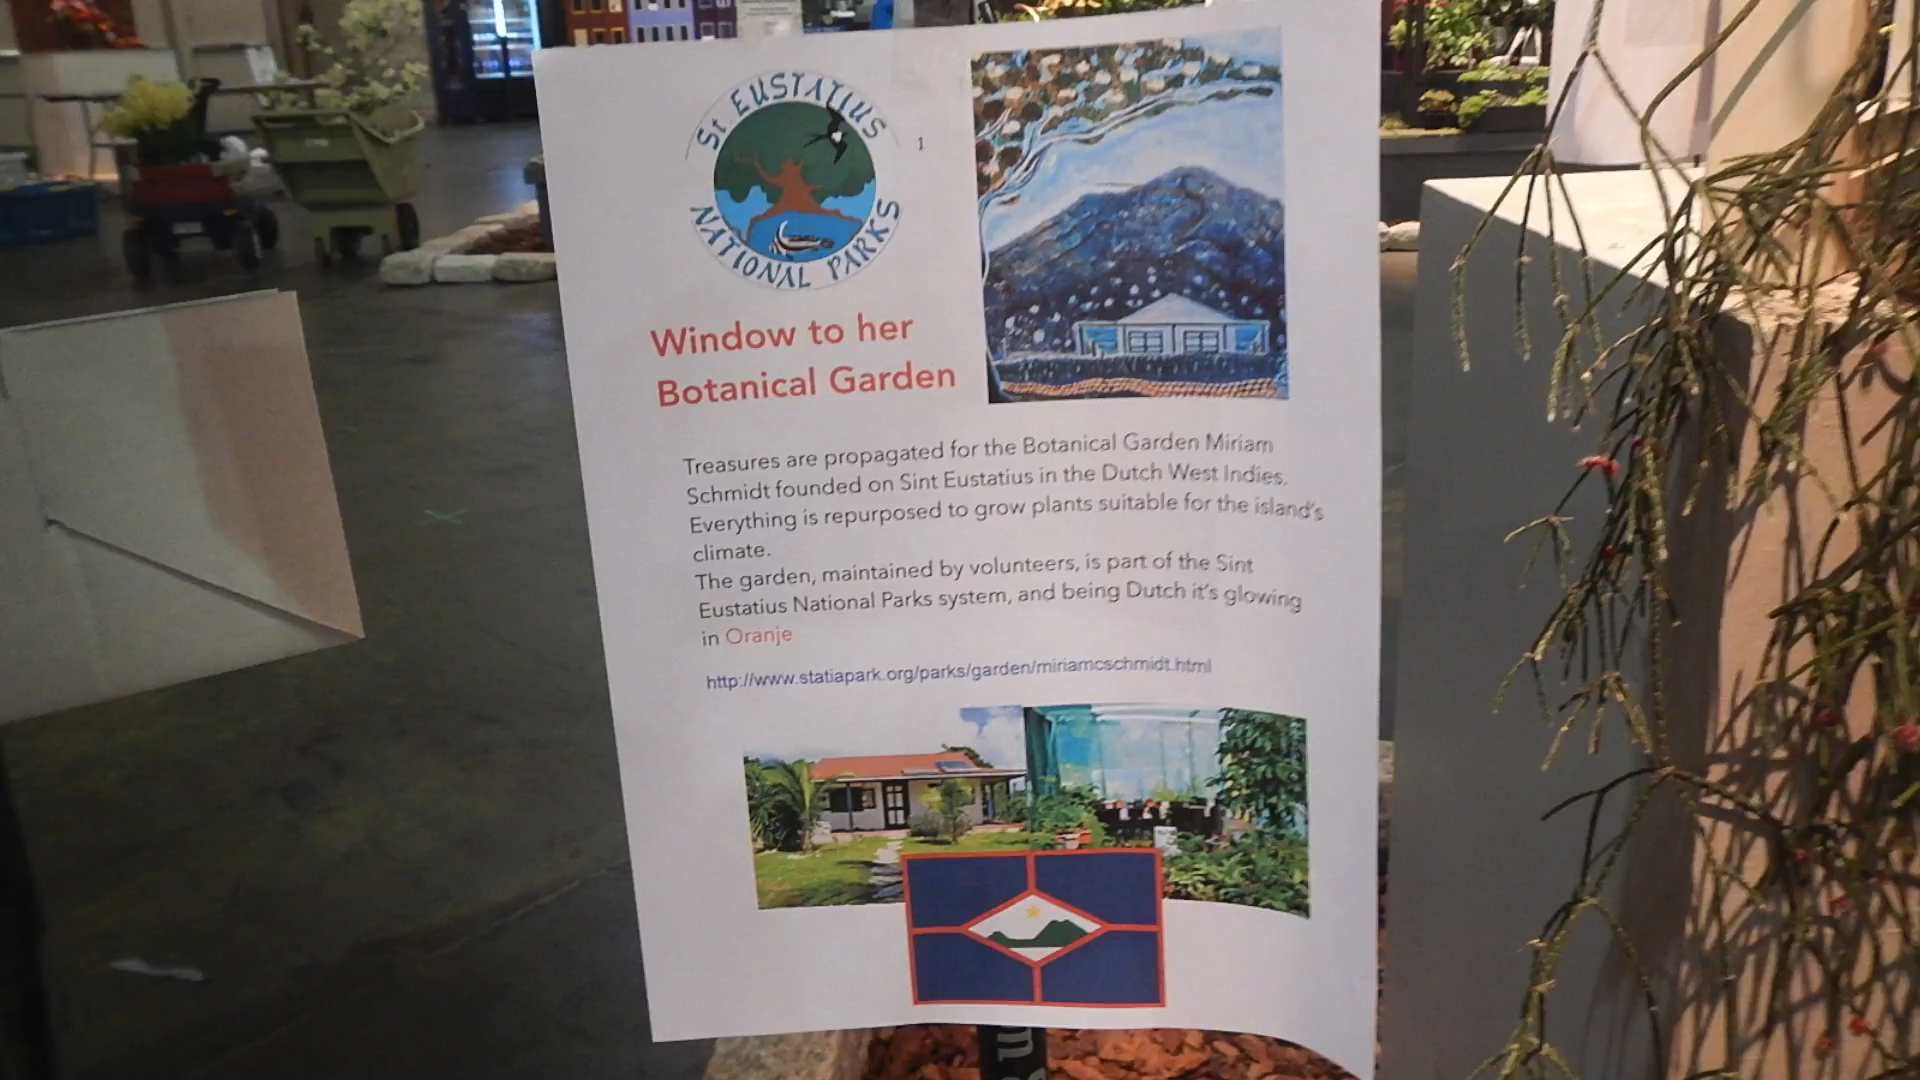 St. EUSTATIUS
NATIONAL PARKS
1
Window to her
Botanical Garden
Treasures are propagated for the Botanical Garden Miriam
Schmidt founded on Sint Eustatius in the Dutch West Indies.
Everything is repurposed to grow plants suitable for the island's
climate.
The garden, maintained by volunteers, is part of the Sint
Eustatius National Parks system, and being Dutch it's glowing
in Oranje
http://www.statiapark.org/parks/garden/miriamcschmidt.html